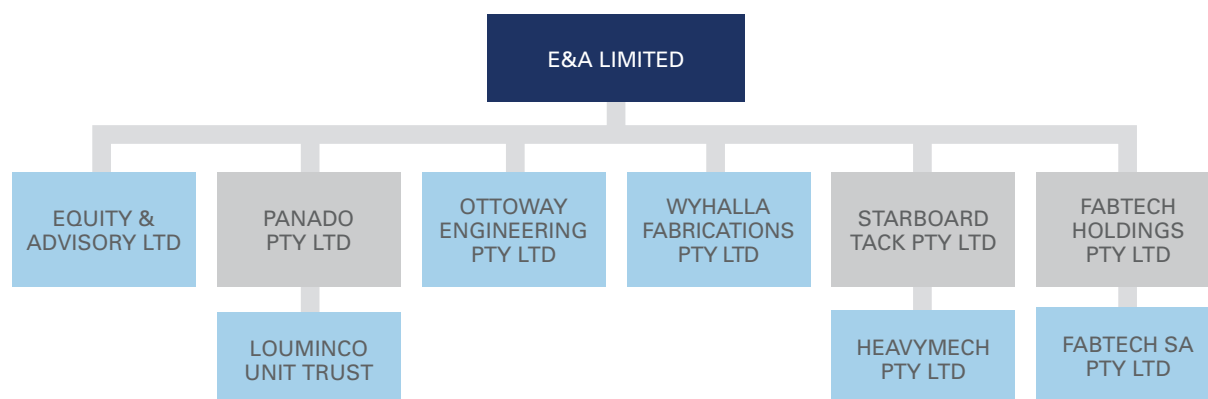 E&A LIMITED
EQUITY &
ADVISORY LTD
PANADO
PTY LTD
OTTOWAY
ENGINEERING
PTY LTD
WYHALLA
FABRICATIONS
PTY LTD
STARBOARD
TACK PTY LTD
FABTECH
HOLDINGS
PTY LTD
LOUMINCO
UNIT TRUST
HEAVYMECH
PTY LTD
FABTECH SA
PTY LTD